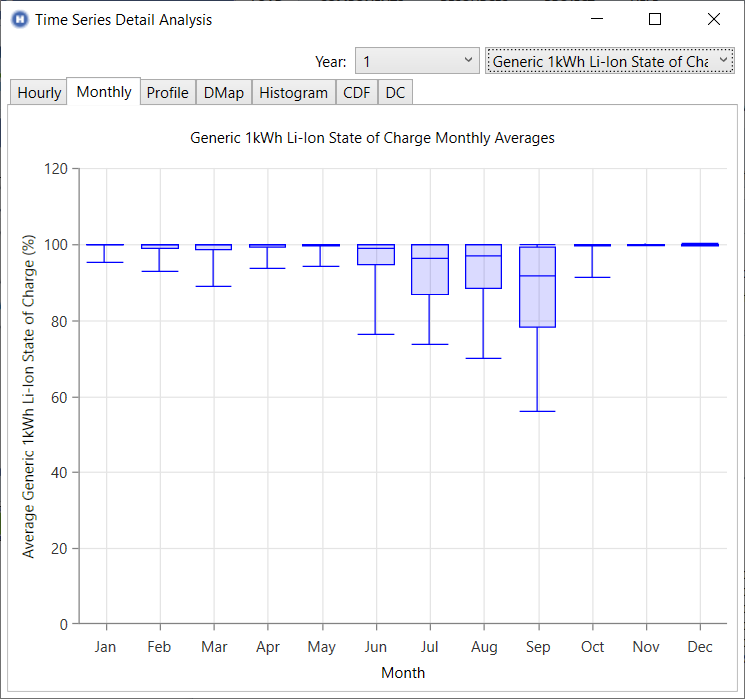 H Time Series Detail Analysis
Year: 1 Generic 1kWh Li-Ion State of Cha
Hourly Monthly Profile DMap Histogram CDF DC
Generic 1kWh Li-Ion State of Charge Monthly Averages
Average Generic 1kWh Li-Ion State of Charge (%)
120
100
80
60
40
20
0
Jan Feb Mar Apr May Jun Jul Aug Sep Oct Nov Dec
Month